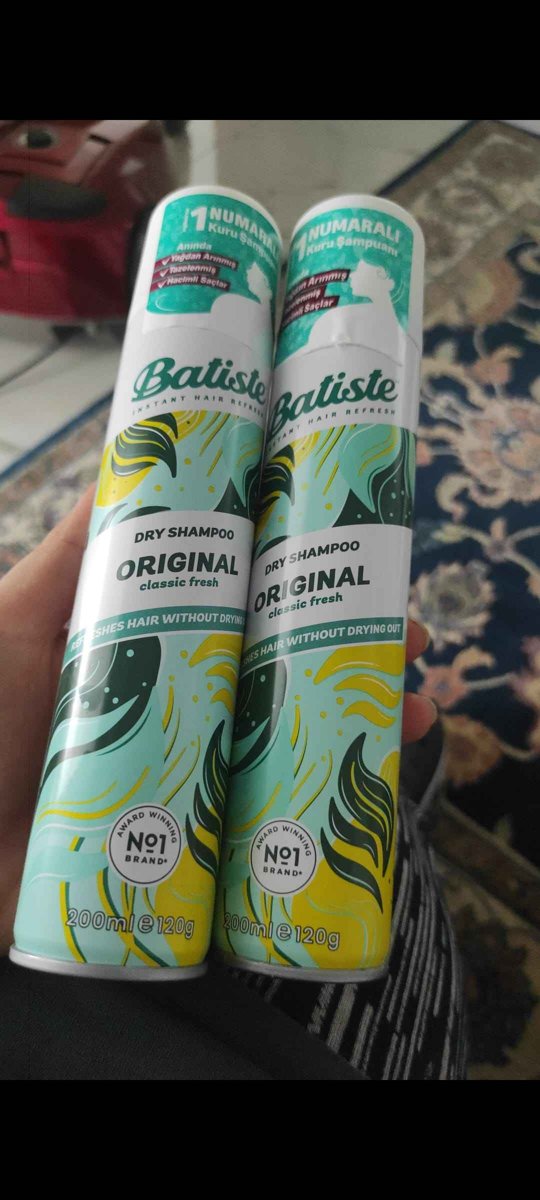 1 NUMARALI
Kuru Şampuanı
Anında
Yağdan Arınmış
Tazelenmiş
Hacimli Saçlar
Batiste
INSTANT HAIR REFRESH
DRY SHAMPOO
ORIGINAL
classic fresh
REFRESHES HAIR WITHOUT DRYING
AWARD WINNING
Nº1
BRAND*
200ml e 120g
1 NUMARALI
Kuru Şampuanı
Arınmış
Saçlar
Batiste
HAIR REFRESH
DRY SHAMPOO
ORIGINAL
classic fresh
HAIR WITHOUT DRYING OUT
AWARD WINNING
Nº1
BRAND*
200ml e 120g